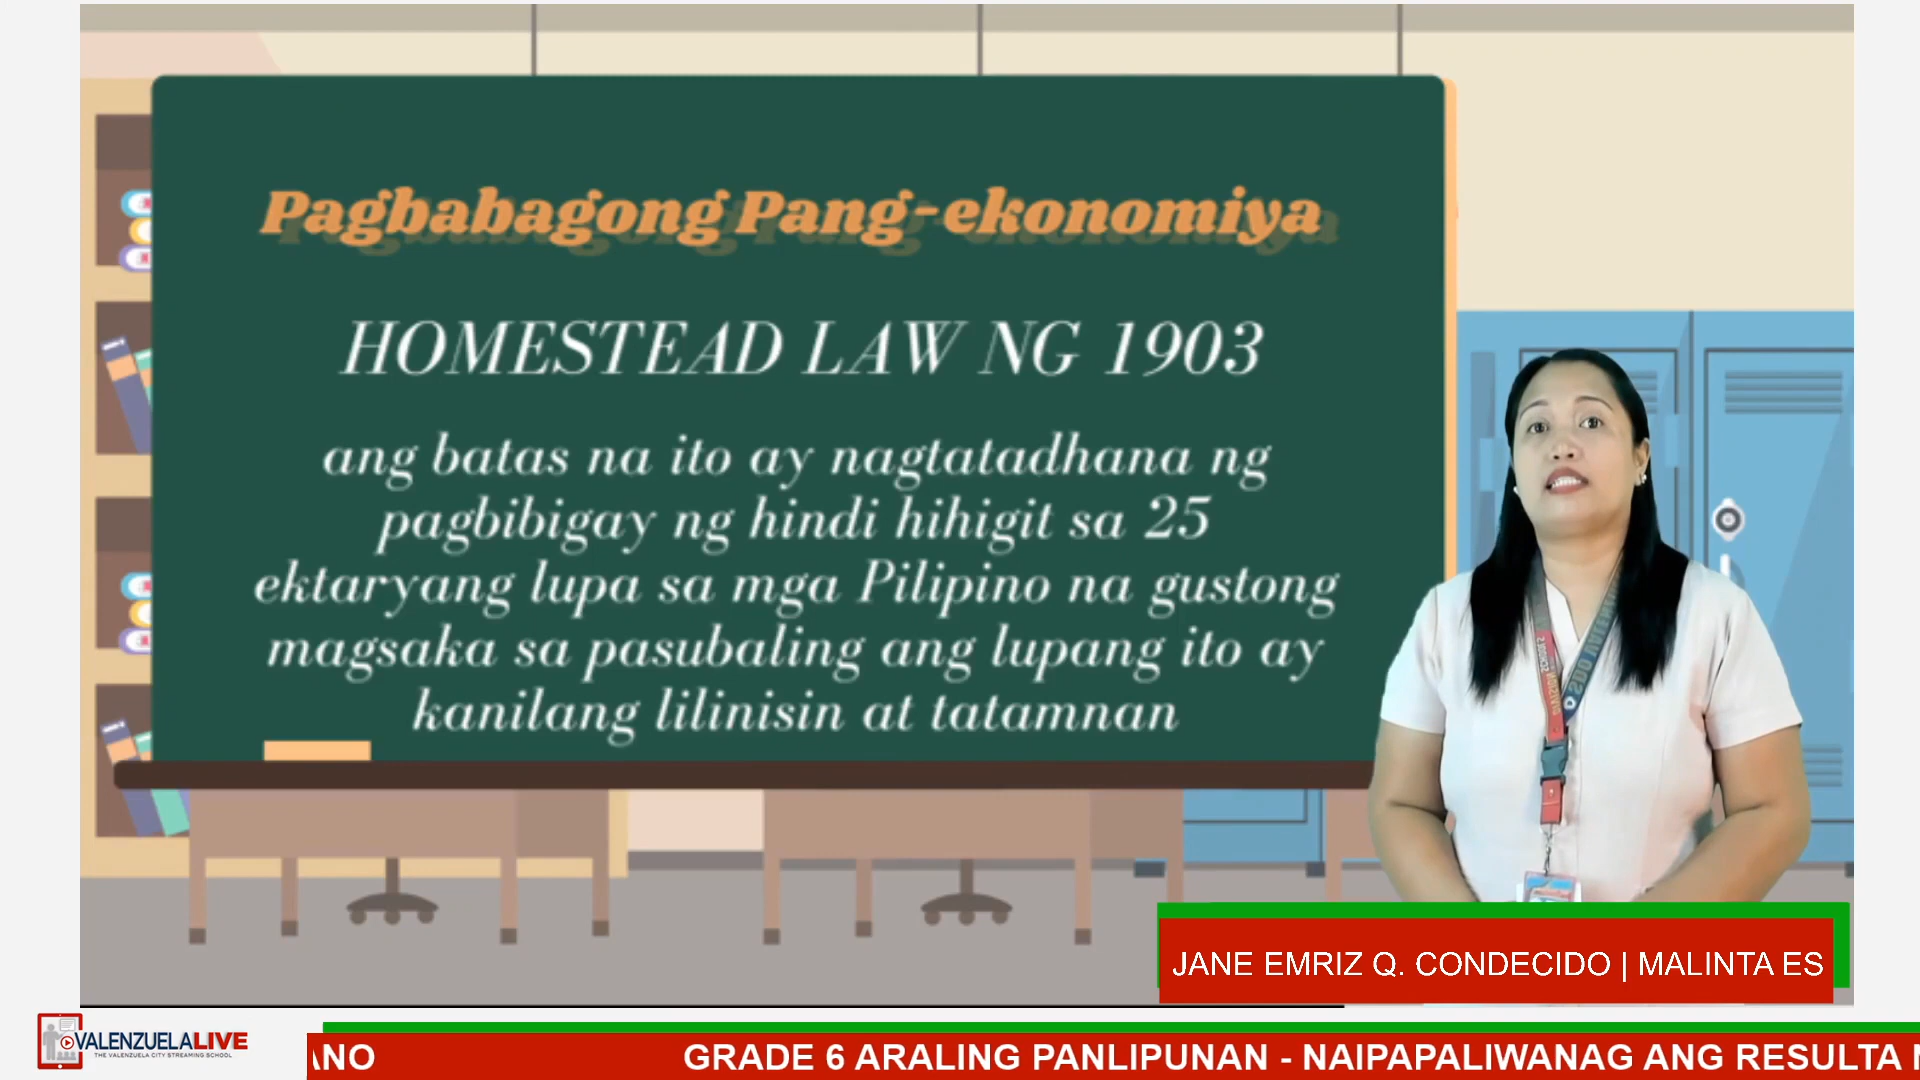 Pagbabagong Pang-ekonomiya
HOMESTEAD LAW NG 1903
ang batas na ito ay nagtatadhana ng
pagbibigay ng hindi hihigit sa 25
ektaryang lupa sa mga Pilipino na gustong
magsaka sa pasubaling ang lupang ito ay
kanilang lilinisin at tatamnan
JANE EMRIZ Q. CONDECIDO | MALINTA ES
VALENZUELALIVE
THE VALENZUELA CITY STREAMING SCHOOL
ANO GRADE 6 ARALING PANLIPUNAN - NAIPAPALIWANAG ANG RESULTA